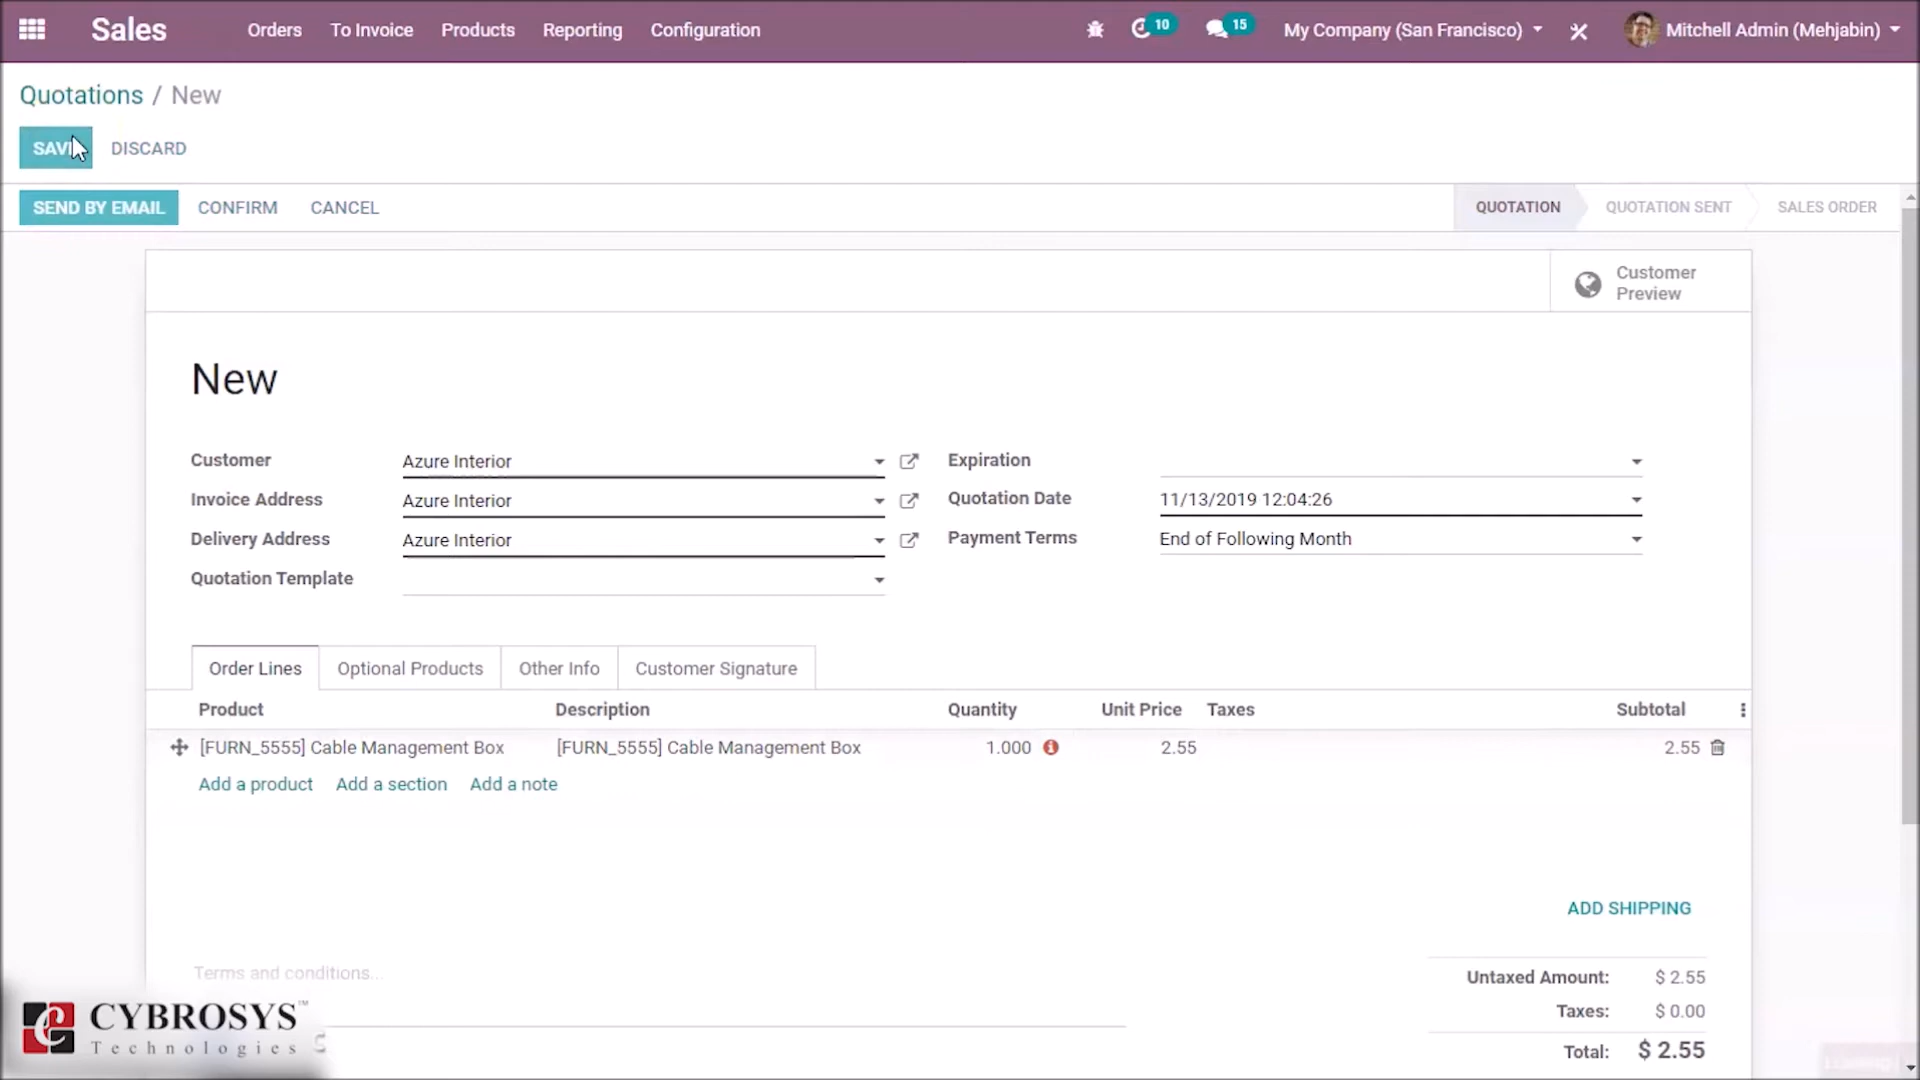 Sales Orders To Invoice Products Reporting Configuration 10 15 My Company (San Francisco) Mitchell Admin (Mehjabin)
Quotations / New
DISCARD
SEND BY EMAIL CONFIRM CANCEL QUOTATION QUOTATION SENT SALES ORDER
Customer
Preview
New
Customer Azure Interior Expiration
Invoice Address Azure Interior Quotation Date 11/13/2019 12:04:26
Delivery Address Azure Interior Payment Terms End of Following Month
Quotation Template
Order Lines Optional Products Other Info Customer Signature
Product Description Quantity Unit Price Taxes Subtotal
[FURN_5555] Cable Management Box [FURN_5555] Cable Management Box 1.000 2.55 2.55
Add a product Add a section Add a note
ADD SHIPPING
Terms and conditions...
Untaxed Amount: $ 2.55
Taxes: $ 0.00
Total: $ 2.55
CYBROSYS™
Technologies